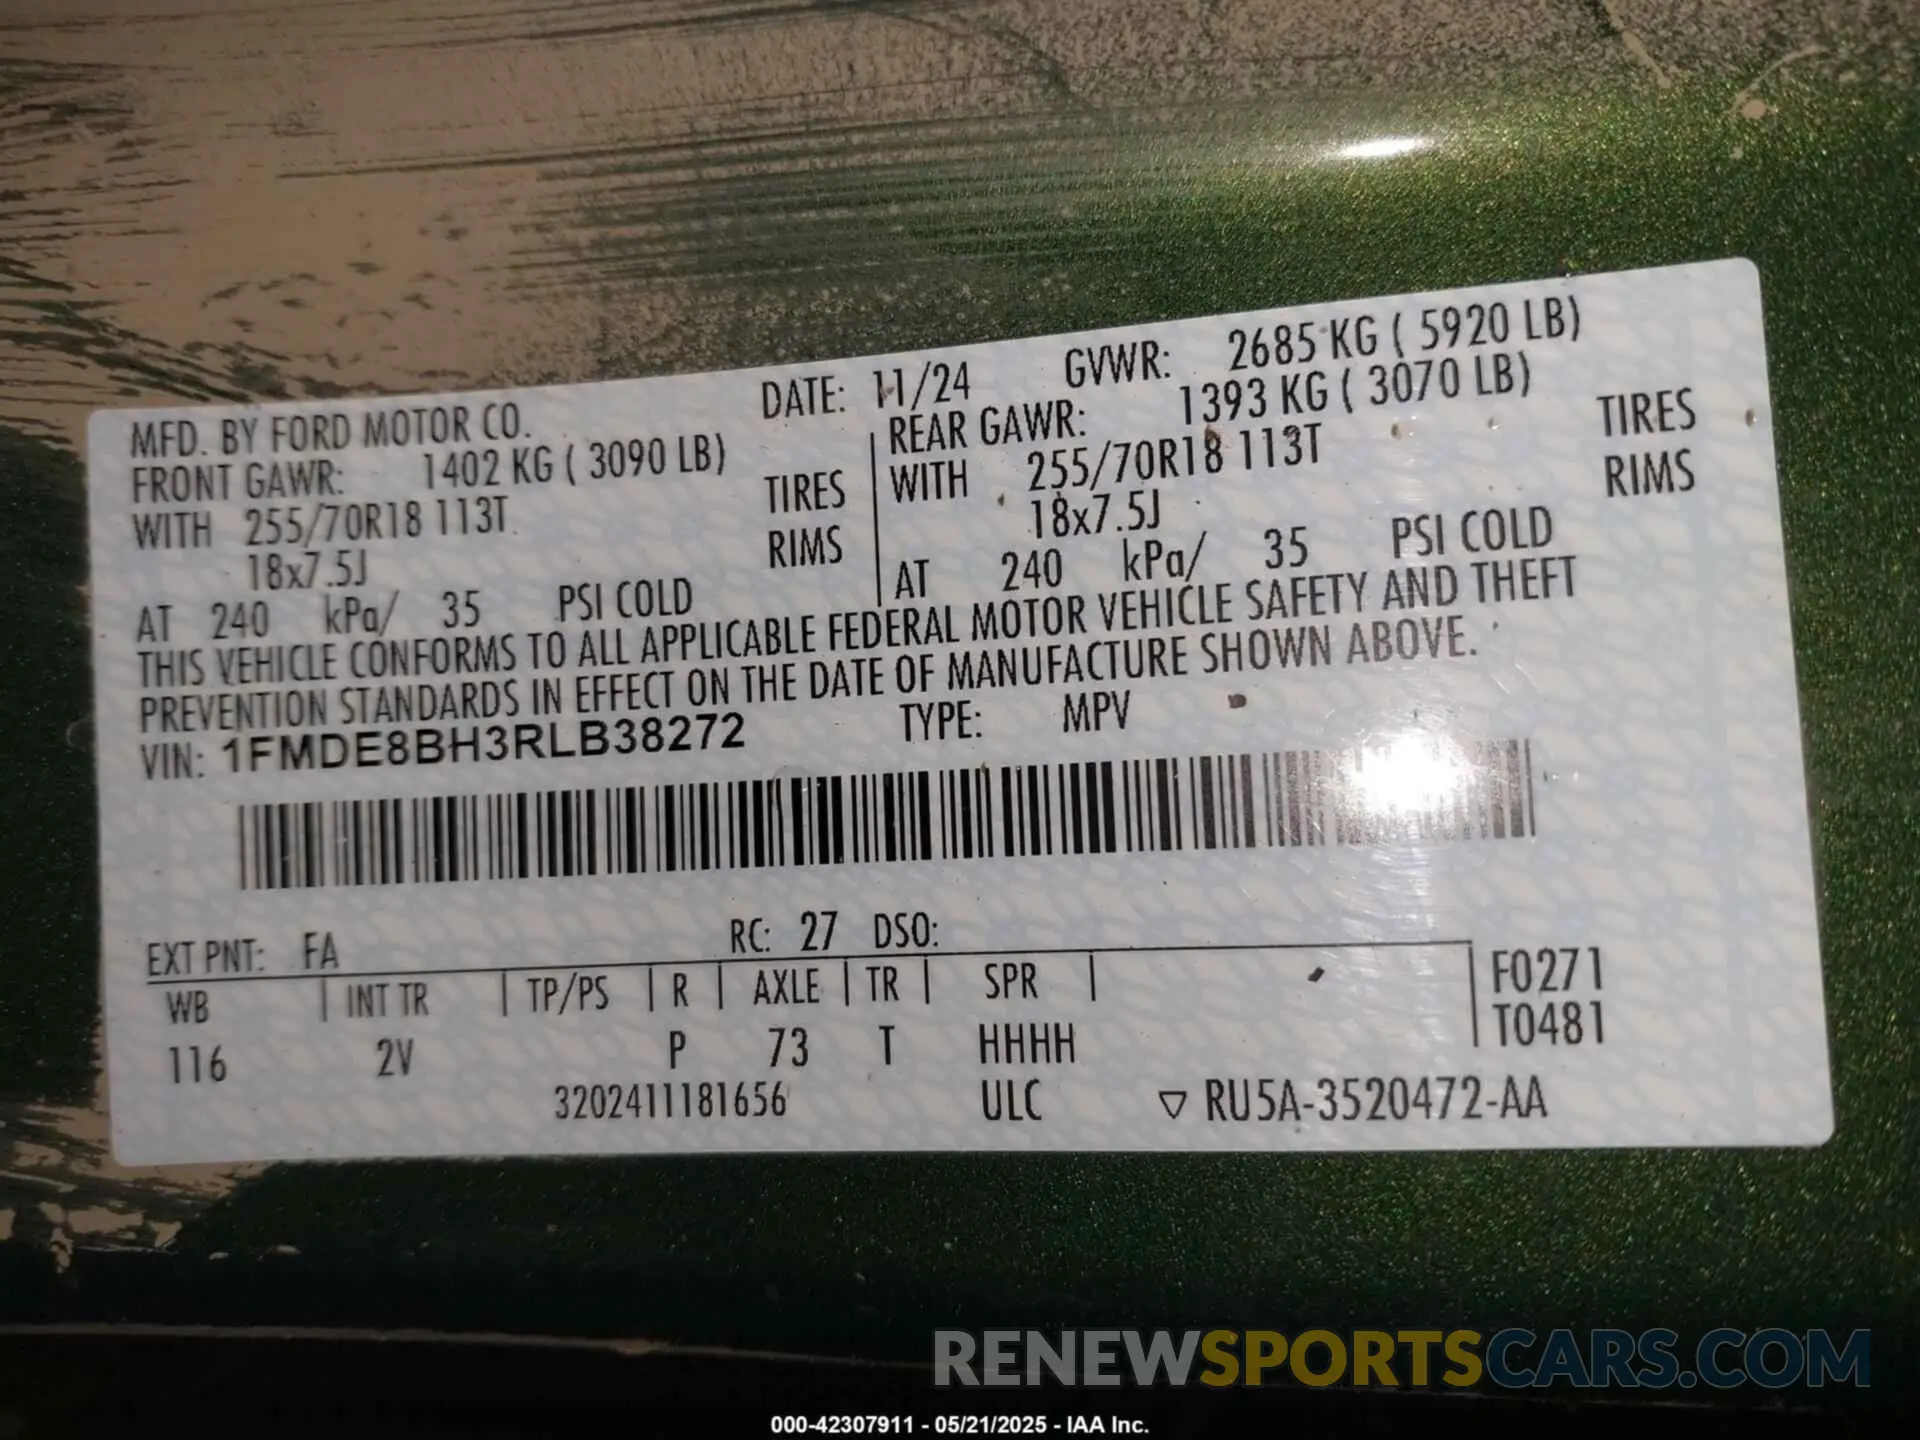 MFD. BY FORD MOTOR CO. DATE: 11/24 GVWR: 2685 KG ( 5920 LB)
FRONT GAWR: 1402 KG ( 3090 LB) REAR GAWR: 1393 KG ( 3070 LB)
WITH 255/70R18 113T TIRES WITH 255/70R18 113T TIRES
18x7.5J RIMS 18x7.5J RIMS
AT 240 kPa/ 35 PSI COLD AT 240 kPa/ 35 PSI COLD
THIS VEHICLE CONFORMS TO ALL APPLICABLE FEDERAL MOTOR VEHICLE SAFETY AND THEFT
PREVENTION STANDARDS IN EFFECT ON THE DATE OF MANUFACTURE SHOWN ABOVE.
VIN: 1FMDE8BH3RLB38272 TYPE: MPV
EXT PNT: FA RC: 27 DSO:
WB INT TR TP/PS R AXLE TR SPR F0271
116 2V P 73 T HHHH T0481
3202411181656 ULC ▽ RU5A-3520472-AA
RENEWSPORTSCARS.COM
000-42307911 - 05/21/2025 - IAA Inc.